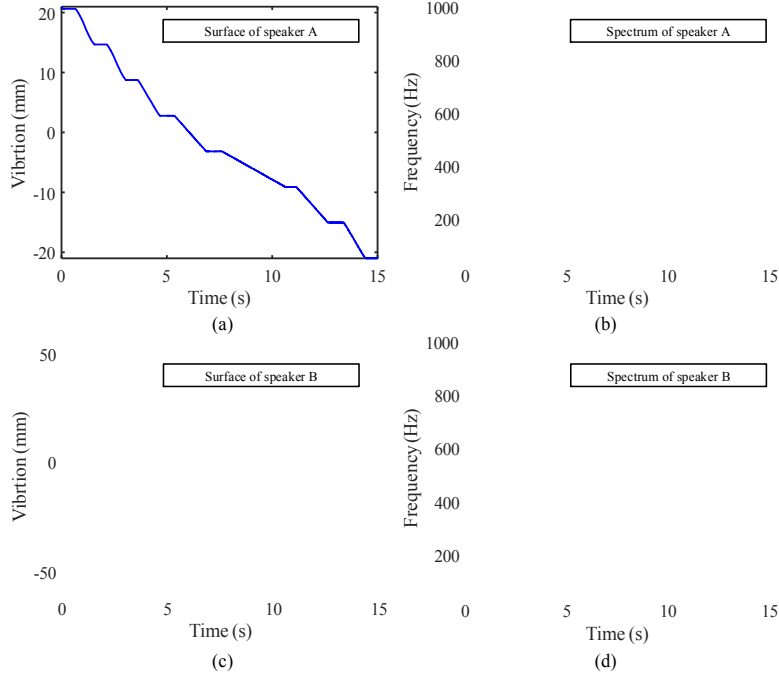 20
10
0
-10
-20
Vibrtion (mm)
Surface of speaker A
0 5 10 15
Time (s)
(a)
1000
800
600
400
200
Frequency (Hz)
Spectrum of speaker A
0 5 10 15
Time (s)
(b)
50
0
-50
Vibrtion (mm)
Surface of speaker B
0 5 10 15
Time (s)
(c)
1000
800
600
400
200
Frequency (Hz)
Spectrum of speaker B
0 5 10 15
Time (s)
(d)